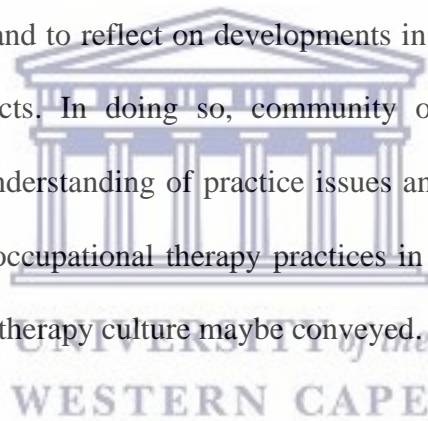 and to reflect on developments in
cts. In doing so, community o
nderstanding of practice issues an
occupational therapy practices in
therapy culture maybe conveyed.
UNIVERSITY of the
WESTERN CAPE